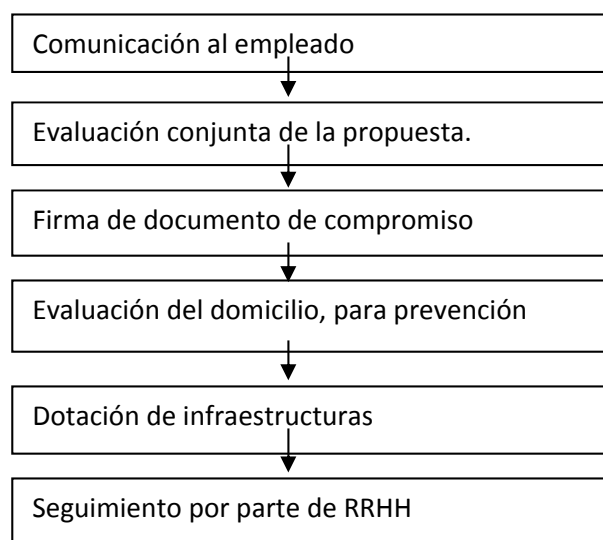 Comunicación al empleado
Evaluación conjunta de la propuesta.
Firma de documento de compromiso
Evaluación del domicilio, para prevención
Dotación de infraestructuras
Seguimiento por parte de RRHH